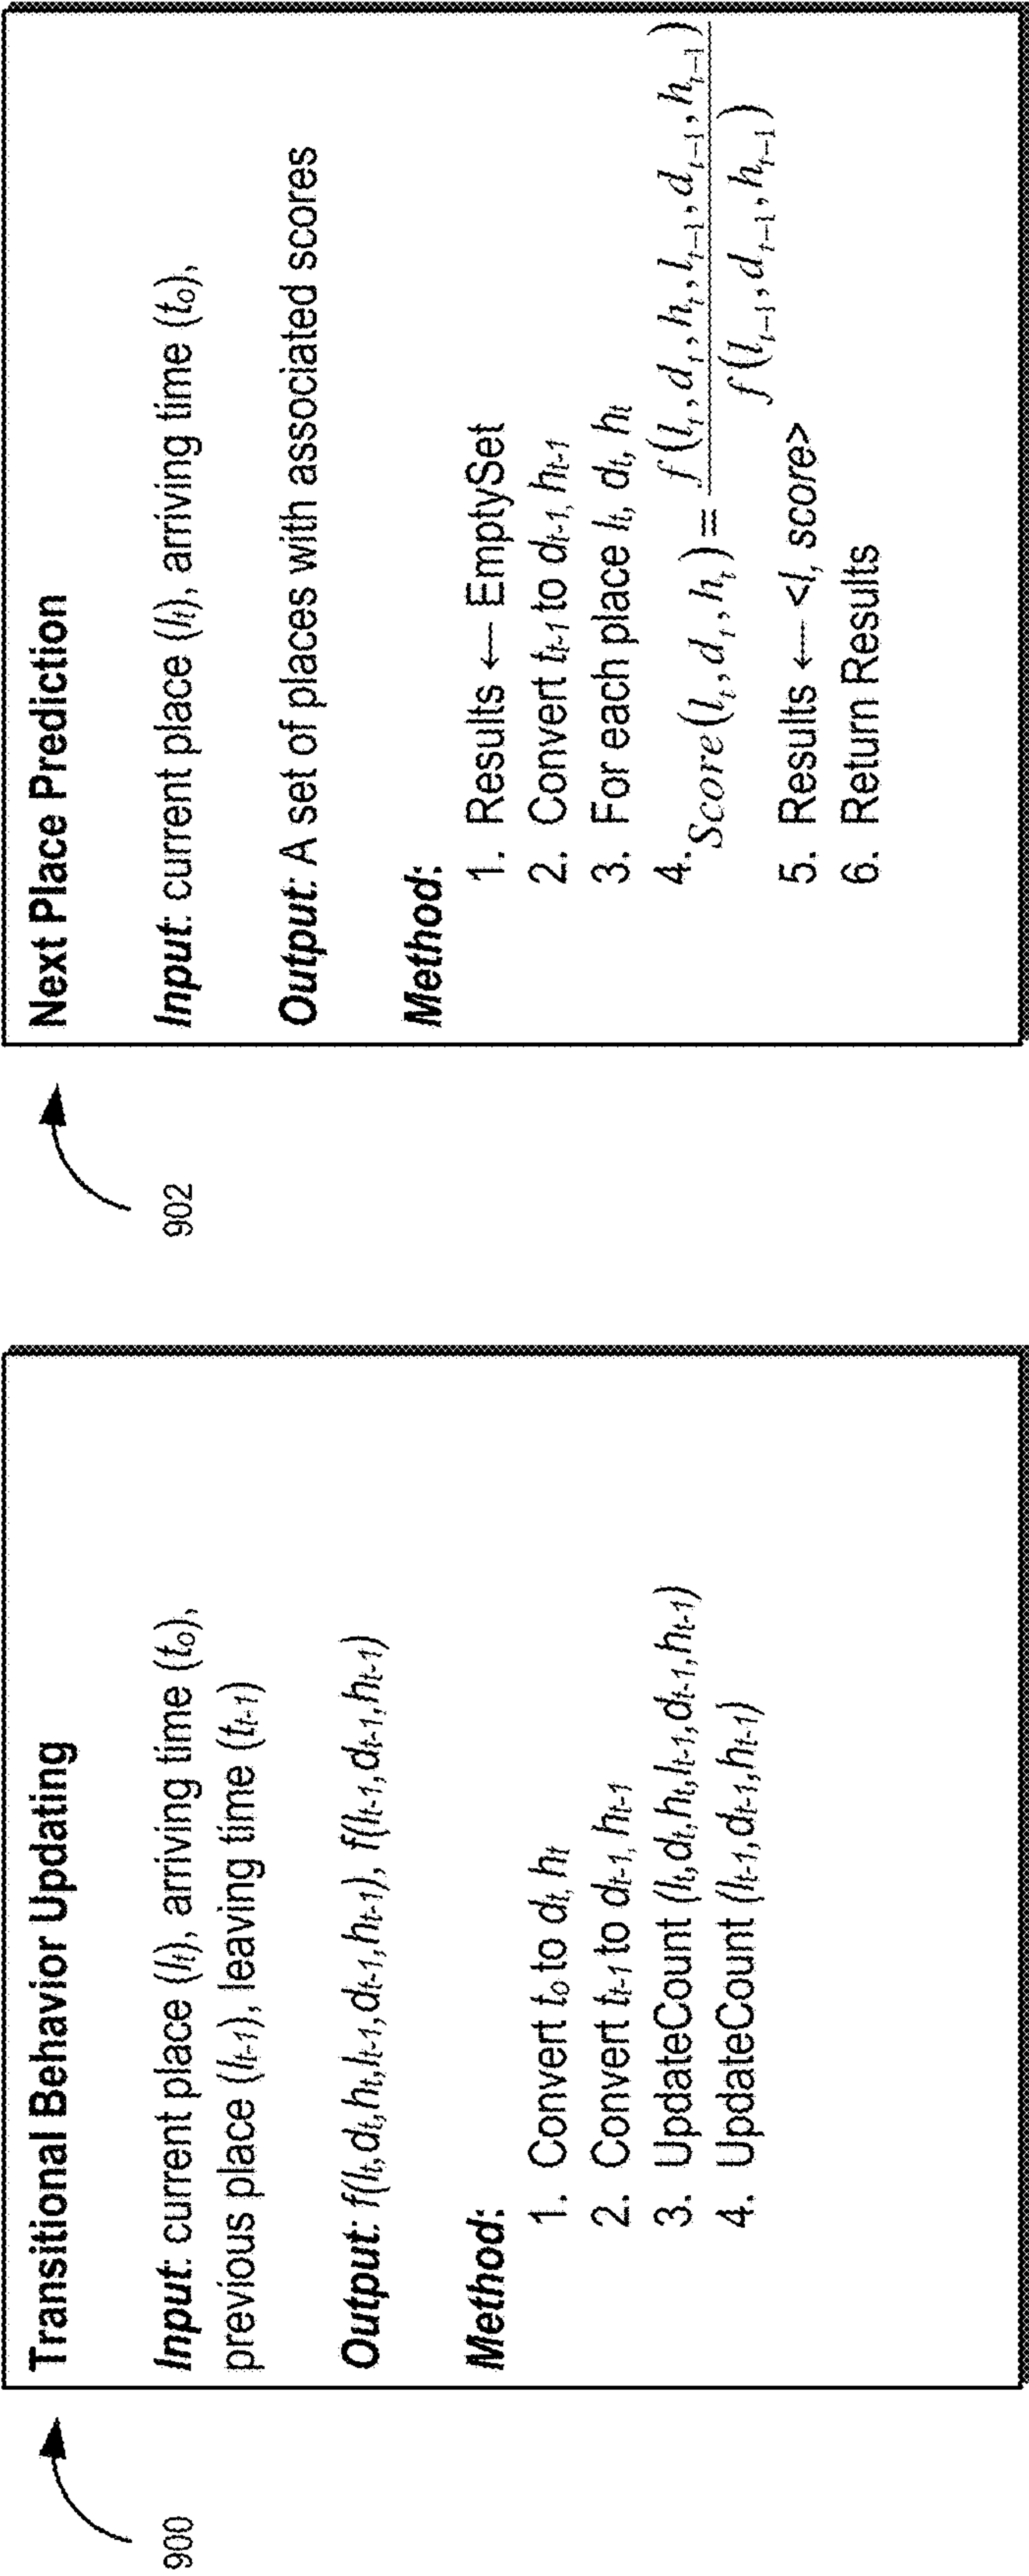 900
Transitional Behavior Updating
Input: current place (lt), arriving time (to),
previous place (lt-1), leaving time (tt-1)
Output: f(lt,dt,ht,lt-1,dt-1,ht-1), f(lt-1,dt-1,ht-1)
Method:
1. Convert to to dt, ht
2. Convert tt-1 to dt-1, ht-1
3. UpdateCount (lt,dt,ht,lt-1,dt-1,ht-1)
4. UpdateCount (lt-1,dt-1,ht-1)
902
Next Place Prediction
Input: current place (lt), arriving time (to),
Output: A set of places with associated scores
Method:
1. Results ← EmptySet
2. Convert tt-1 to dt-1, ht-1
3. For each place lt, dt, ht
4. Score(lt,dt,ht) = f(lt,dt,ht,lt-1,dt-1,ht-1)
f(lt-1,dt-1,ht-1)
5. Results ← <l, score>
6. Return Results